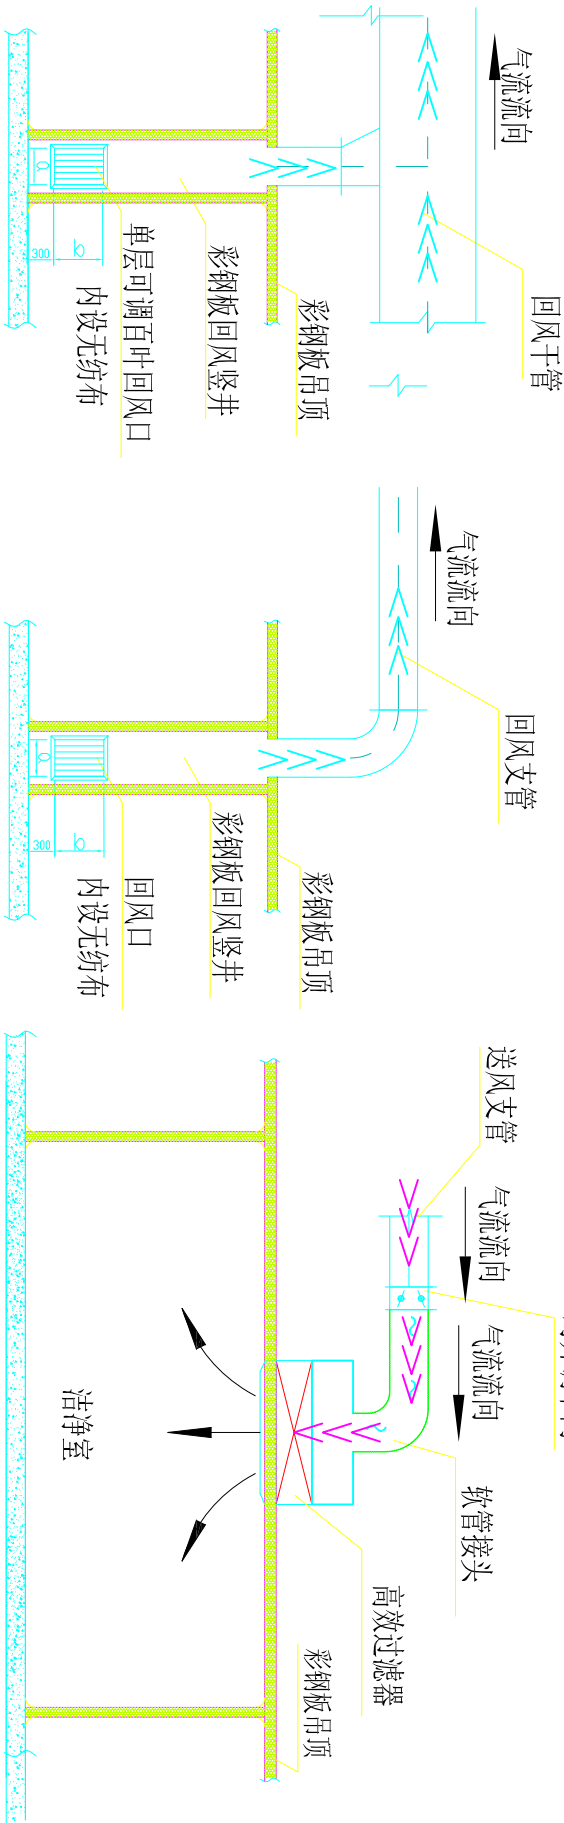 气流流向
回风干管
彩钢板吊顶
彩钢板回风竖井
单层可调百叶回风口
内设无纺布
a
b
300
气流流向
回风支管
彩钢板吊顶
彩钢板回风竖井
回风口
内设无纺布
a
b
300
送风支管
气流流向
气流流向
软管接头
高效过滤器
彩钢板吊顶
洁净室